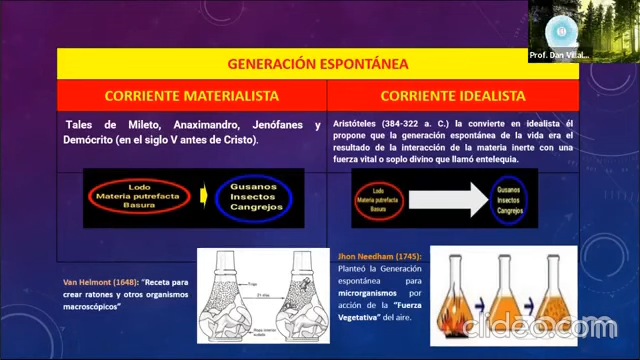 Prof. Dan Villal...
GENERACIÓN ESPONTÁNEA
CORRIENTE MATERIALISTA
CORRIENTE IDEALISTA
Tales de Mileto, Anaximandro, Jenófanes y
Demócrito (en el siglo V antes de Cristo).
Aristóteles (384-322 a. C.) la convierte en idealista él
propone que la generación espontánea de la vida era el
resultado de la interacción de la materia inerte con una
fuerza vital o soplo divino que llamó entelequia.
Lodo
Materia putrefacta
Basura
Gusanos
Insectos
Cangrejos
Lodo
Materia putrefacta
Basura
Gusanos
Insectos
Cangrejos
Van Helmont (1648): "Receta para
crear ratones y otros organismos
macroscópicos"
Trigo
21 días
Jhon Needham (1745):
Planteó la Generación
espontánea para
microrganismos por
acción de la "Fuerza
Vegetativa" del aire.
clideo.com